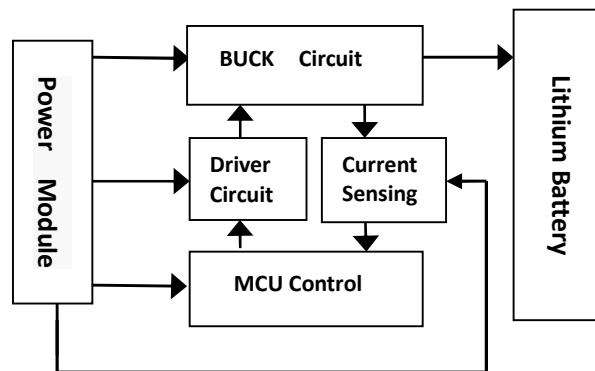 Power Module
BUCK Circuit
Driver
Circuit
Current
Sensing
MCU Control
Lithium Battery